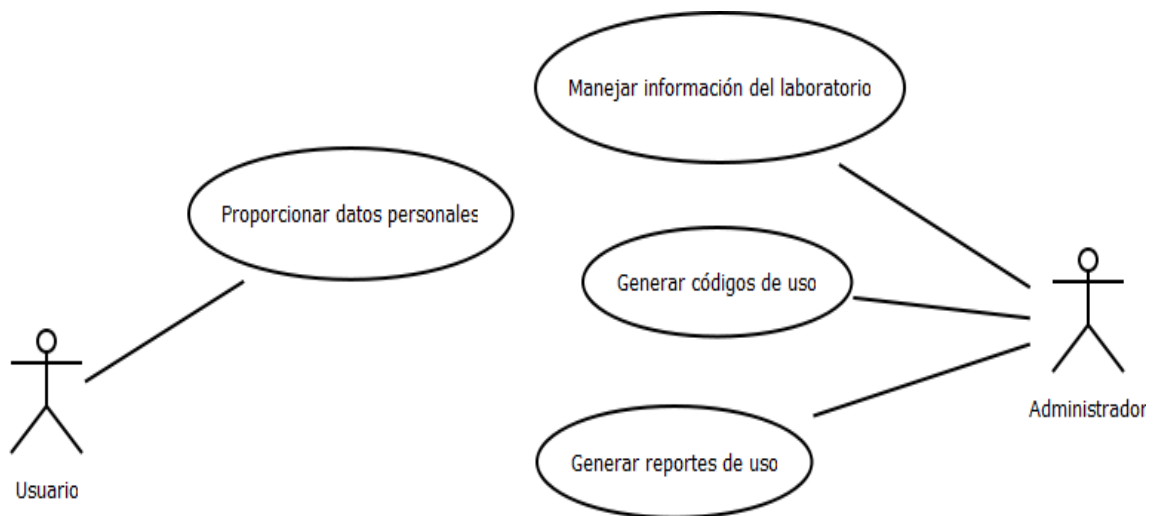 Manejar información del laboratorio
Proporcionar datos personales
Generar códigos de uso
Administrador
Generar reportes de uso
Usuario